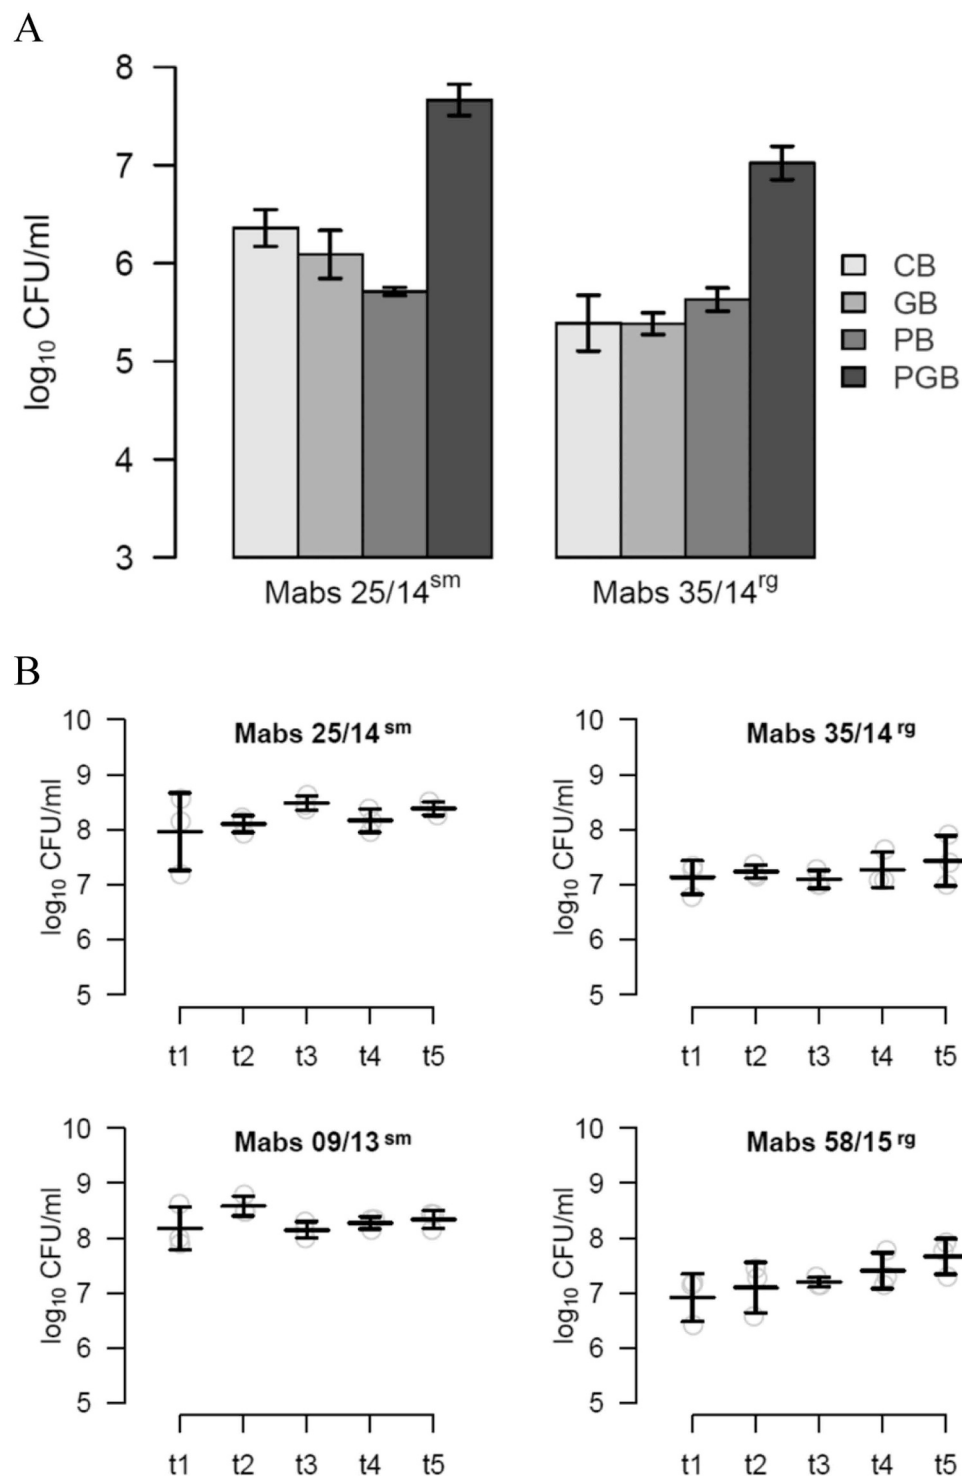 A
log₁₀ CFU/ml
8
7
6
5
4
3
Mabs 25/14ˢᵐ
Mabs 35/14ʳᵍ
CB
GB
PB
PGB
B
Mabs 25/14 ˢᵐ
log₁₀ CFU/ml
10
9
8
7
6
5
t1 t2 t3 t4 t5
Mabs 35/14 ʳᵍ
log₁₀ CFU/ml
10
9
8
7
6
5
t1 t2 t3 t4 t5
Mabs 09/13 ˢᵐ
log₁₀ CFU/ml
10
9
8
7
6
5
t1 t2 t3 t4 t5
Mabs 58/15 ʳᵍ
log₁₀ CFU/ml
10
9
8
7
6
5
t1 t2 t3 t4 t5